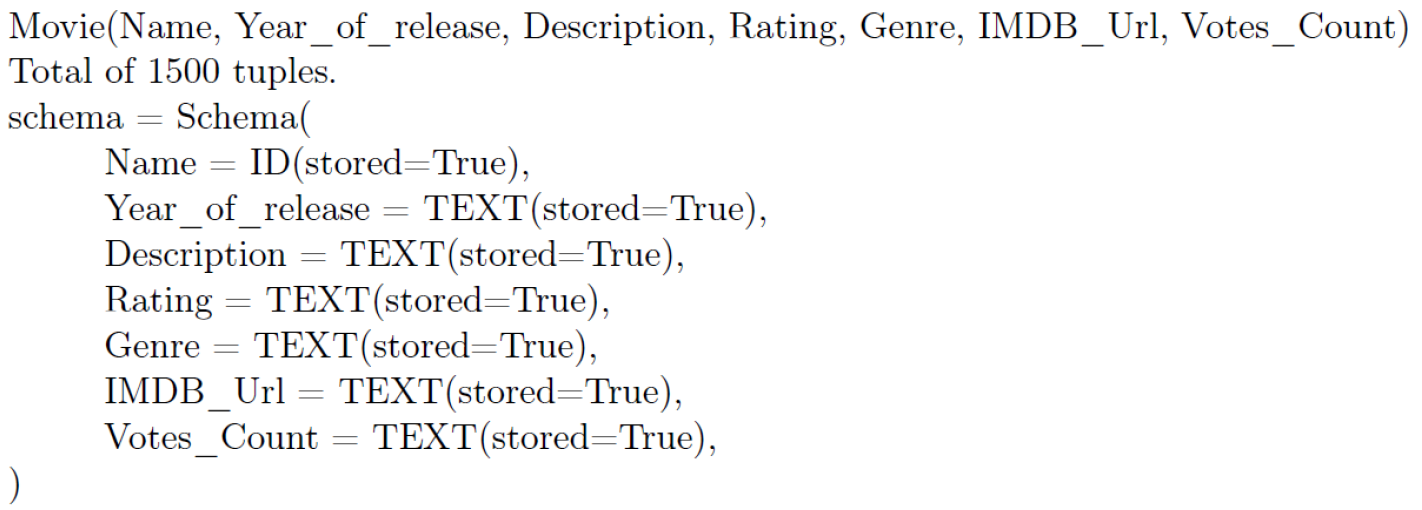 Movie(Name, Year_of_release, Description, Rating, Genre, IMDB_Url, Votes_Count)
Total of 1500 tuples.
schema = Schema(
Name = ID(stored=True),
Year_of_release = TEXT(stored=True),
Description = TEXT(stored=True),
Rating = TEXT(stored=True),
Genre = TEXT(stored=True),
IMDB_Url = TEXT(stored=True),
Votes_Count = TEXT(stored=True),
)